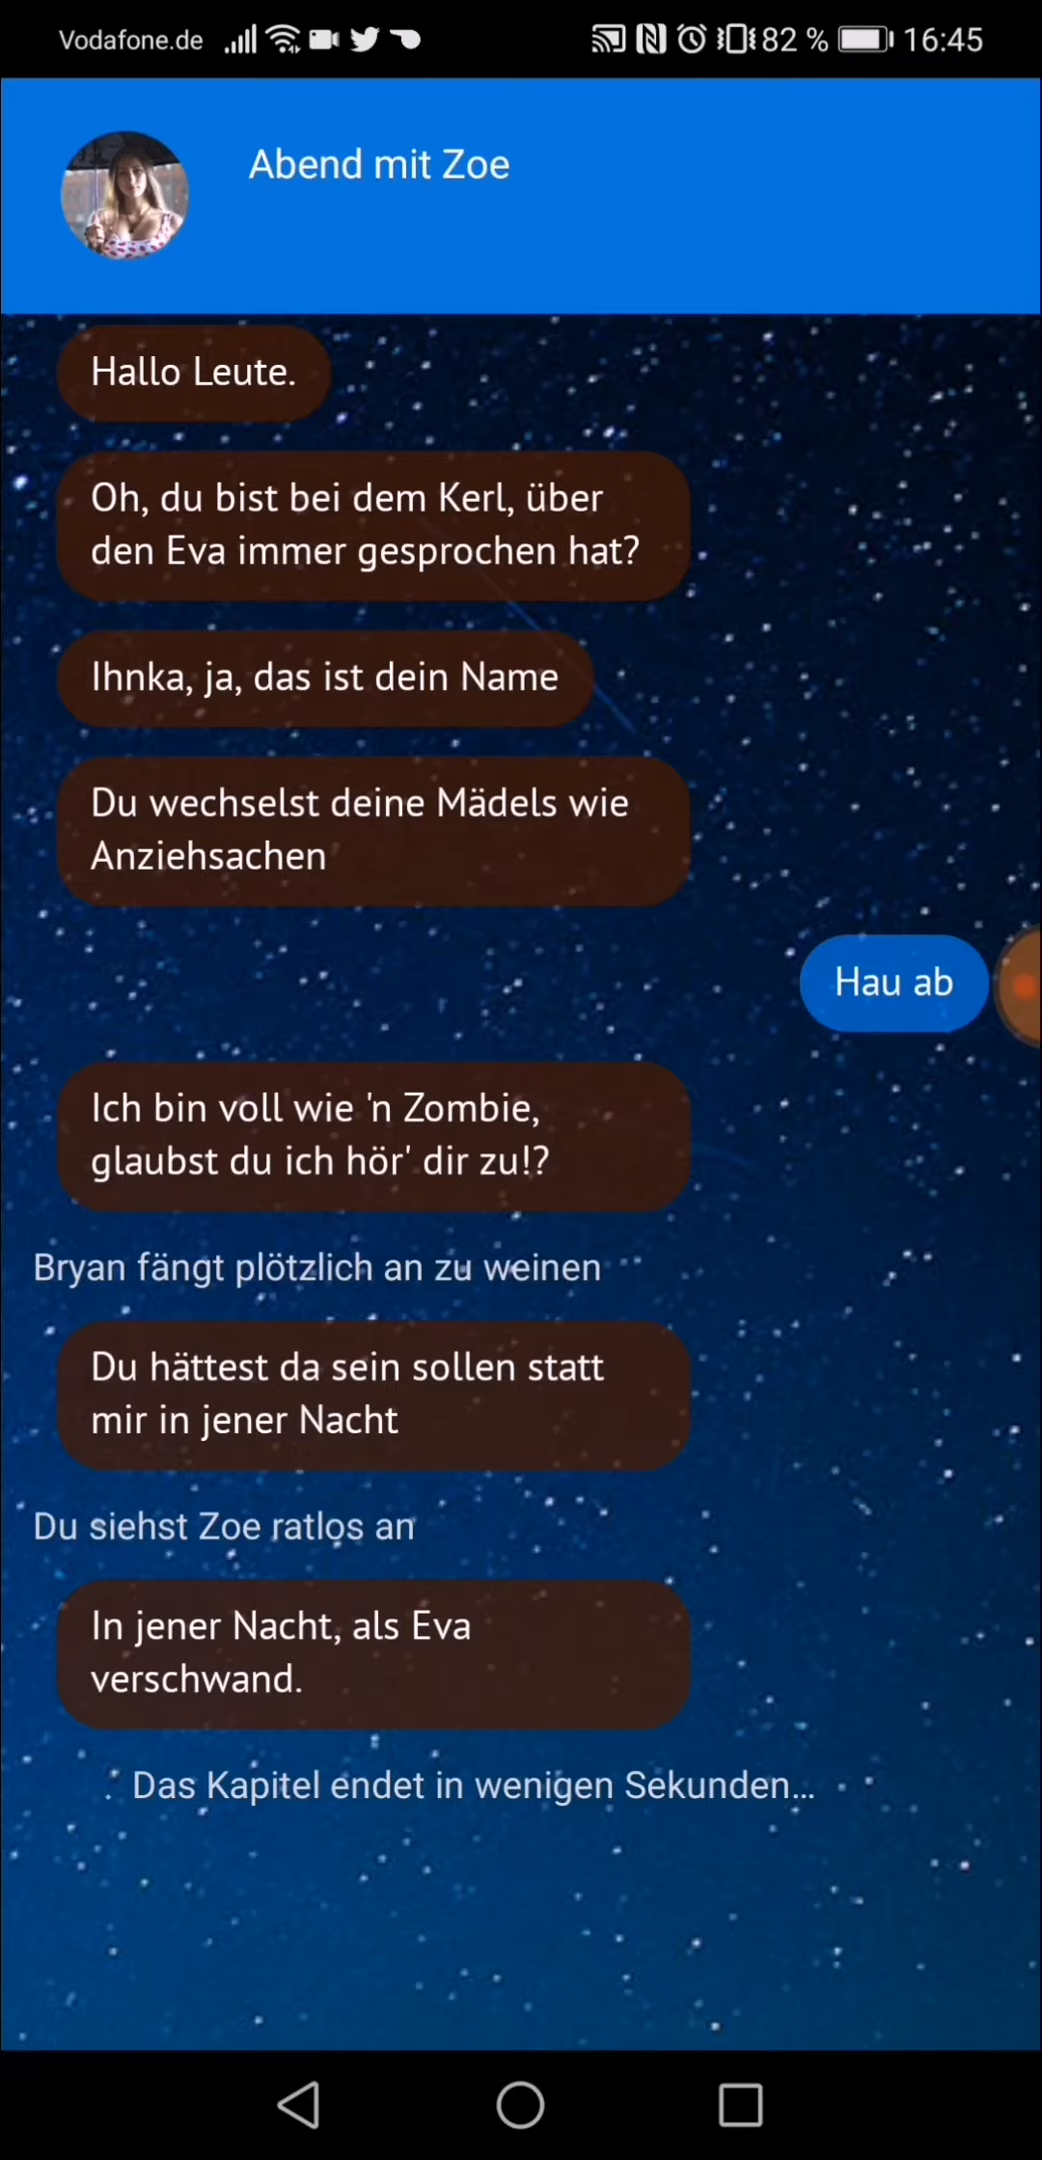 Vodafone.de 82 % 16:45
Abend mit Zoe
Hallo Leute.
Oh, du bist bei dem Kerl, über
den Eva immer gesprochen hat?
Ihnka, ja, das ist dein Name
Du wechselst deine Mädels wie
Anziehsachen
Hau ab
Ich bin voll wie 'n Zombie,
glaubst du ich hör' dir zu!?
Bryan fängt plötzlich an zu weinen
Du hättest da sein sollen statt
mir in jener Nacht
Du siehst Zoe ratlos an
In jener Nacht, als Eva
verschwand.
Das Kapitel endet in wenigen Sekunden...